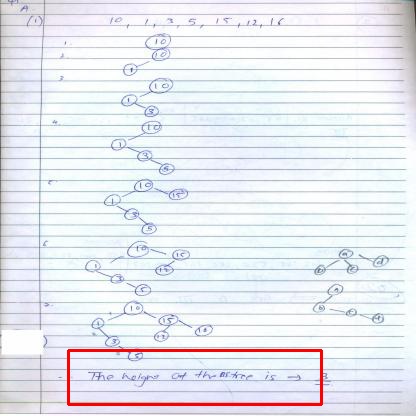 A.
(1) 10, 1, 3, 5, 15, 12, 16
1. 10
2. 10
1
3 10
1
3
4. 10
1
3
5
5. 10 15
1
3
5
6. 10 15
1 12
3
5
a d
b c
a
b c d
7. 10
1 15
3 12 16
5
The height of the BStree is → 3